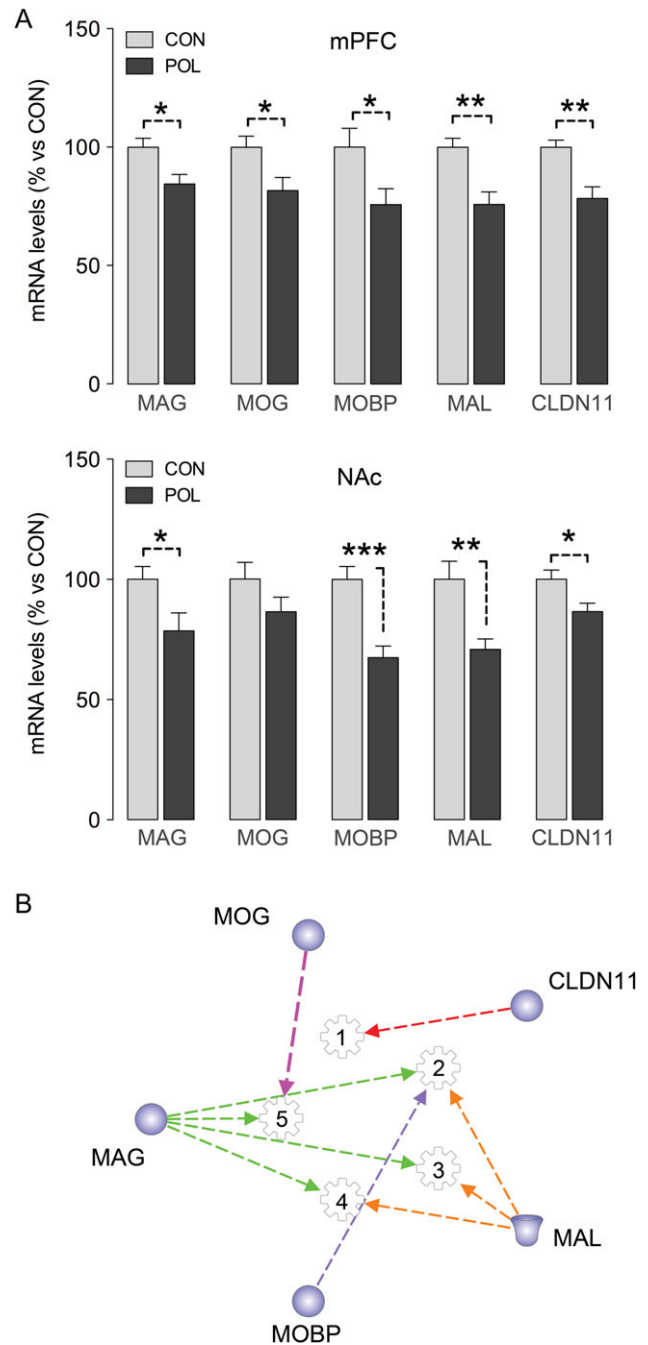 A
150
CON
POL
mPFC
mRNA levels (% vs CON)
* * * ** **
100
50
0
MAG MOG MOBP MAL CLDN11
150
CON
POL
NAc
mRNA levels (% vs CON)
* *** ** *
100
50
0
MAG MOG MOBP MAL CLDN11
B
MOG
CLDN11
1
2
5
MAG
3
4
MAL
MOBP